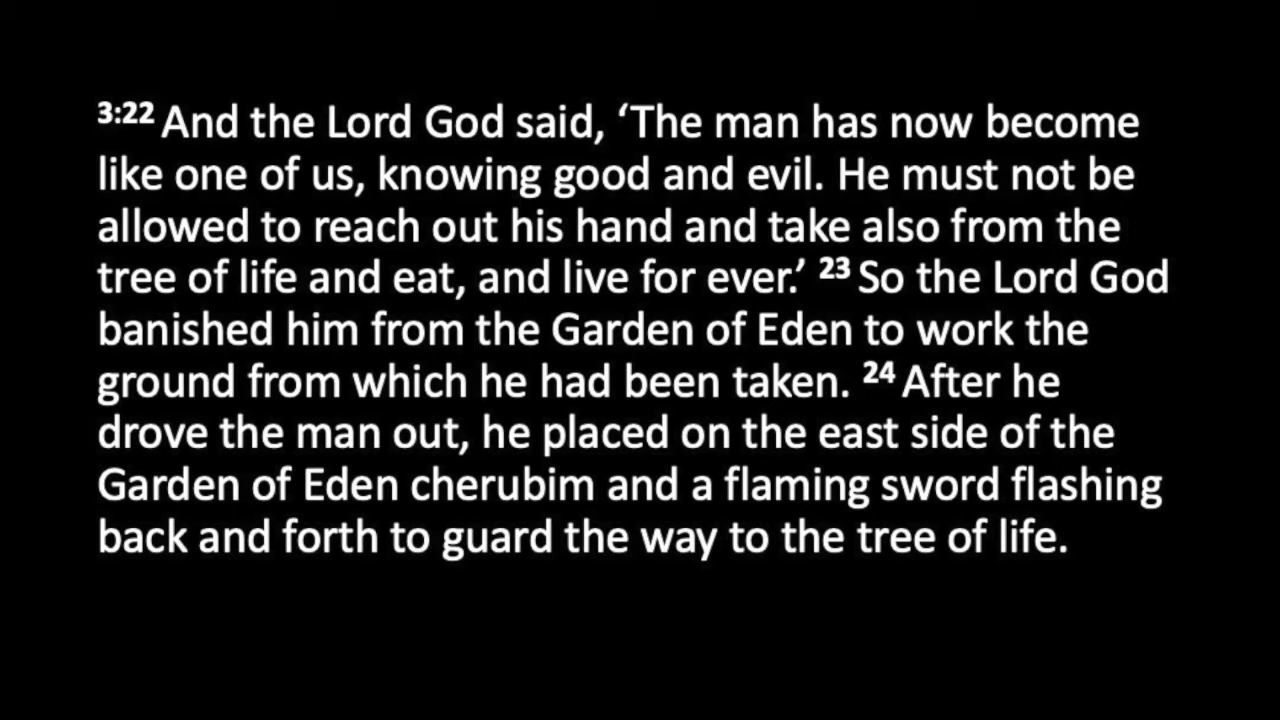 3:22 And the Lord God said, ‘The man has now become
like one of us, knowing good and evil. He must not be
allowed to reach out his hand and take also from the
tree of life and eat, and live for ever.’ 23 So the Lord God
banished him from the Garden of Eden to work the
ground from which he had been taken. 24 After he
drove the man out, he placed on the east side of the
Garden of Eden cherubim and a flaming sword flashing
back and forth to guard the way to the tree of life.